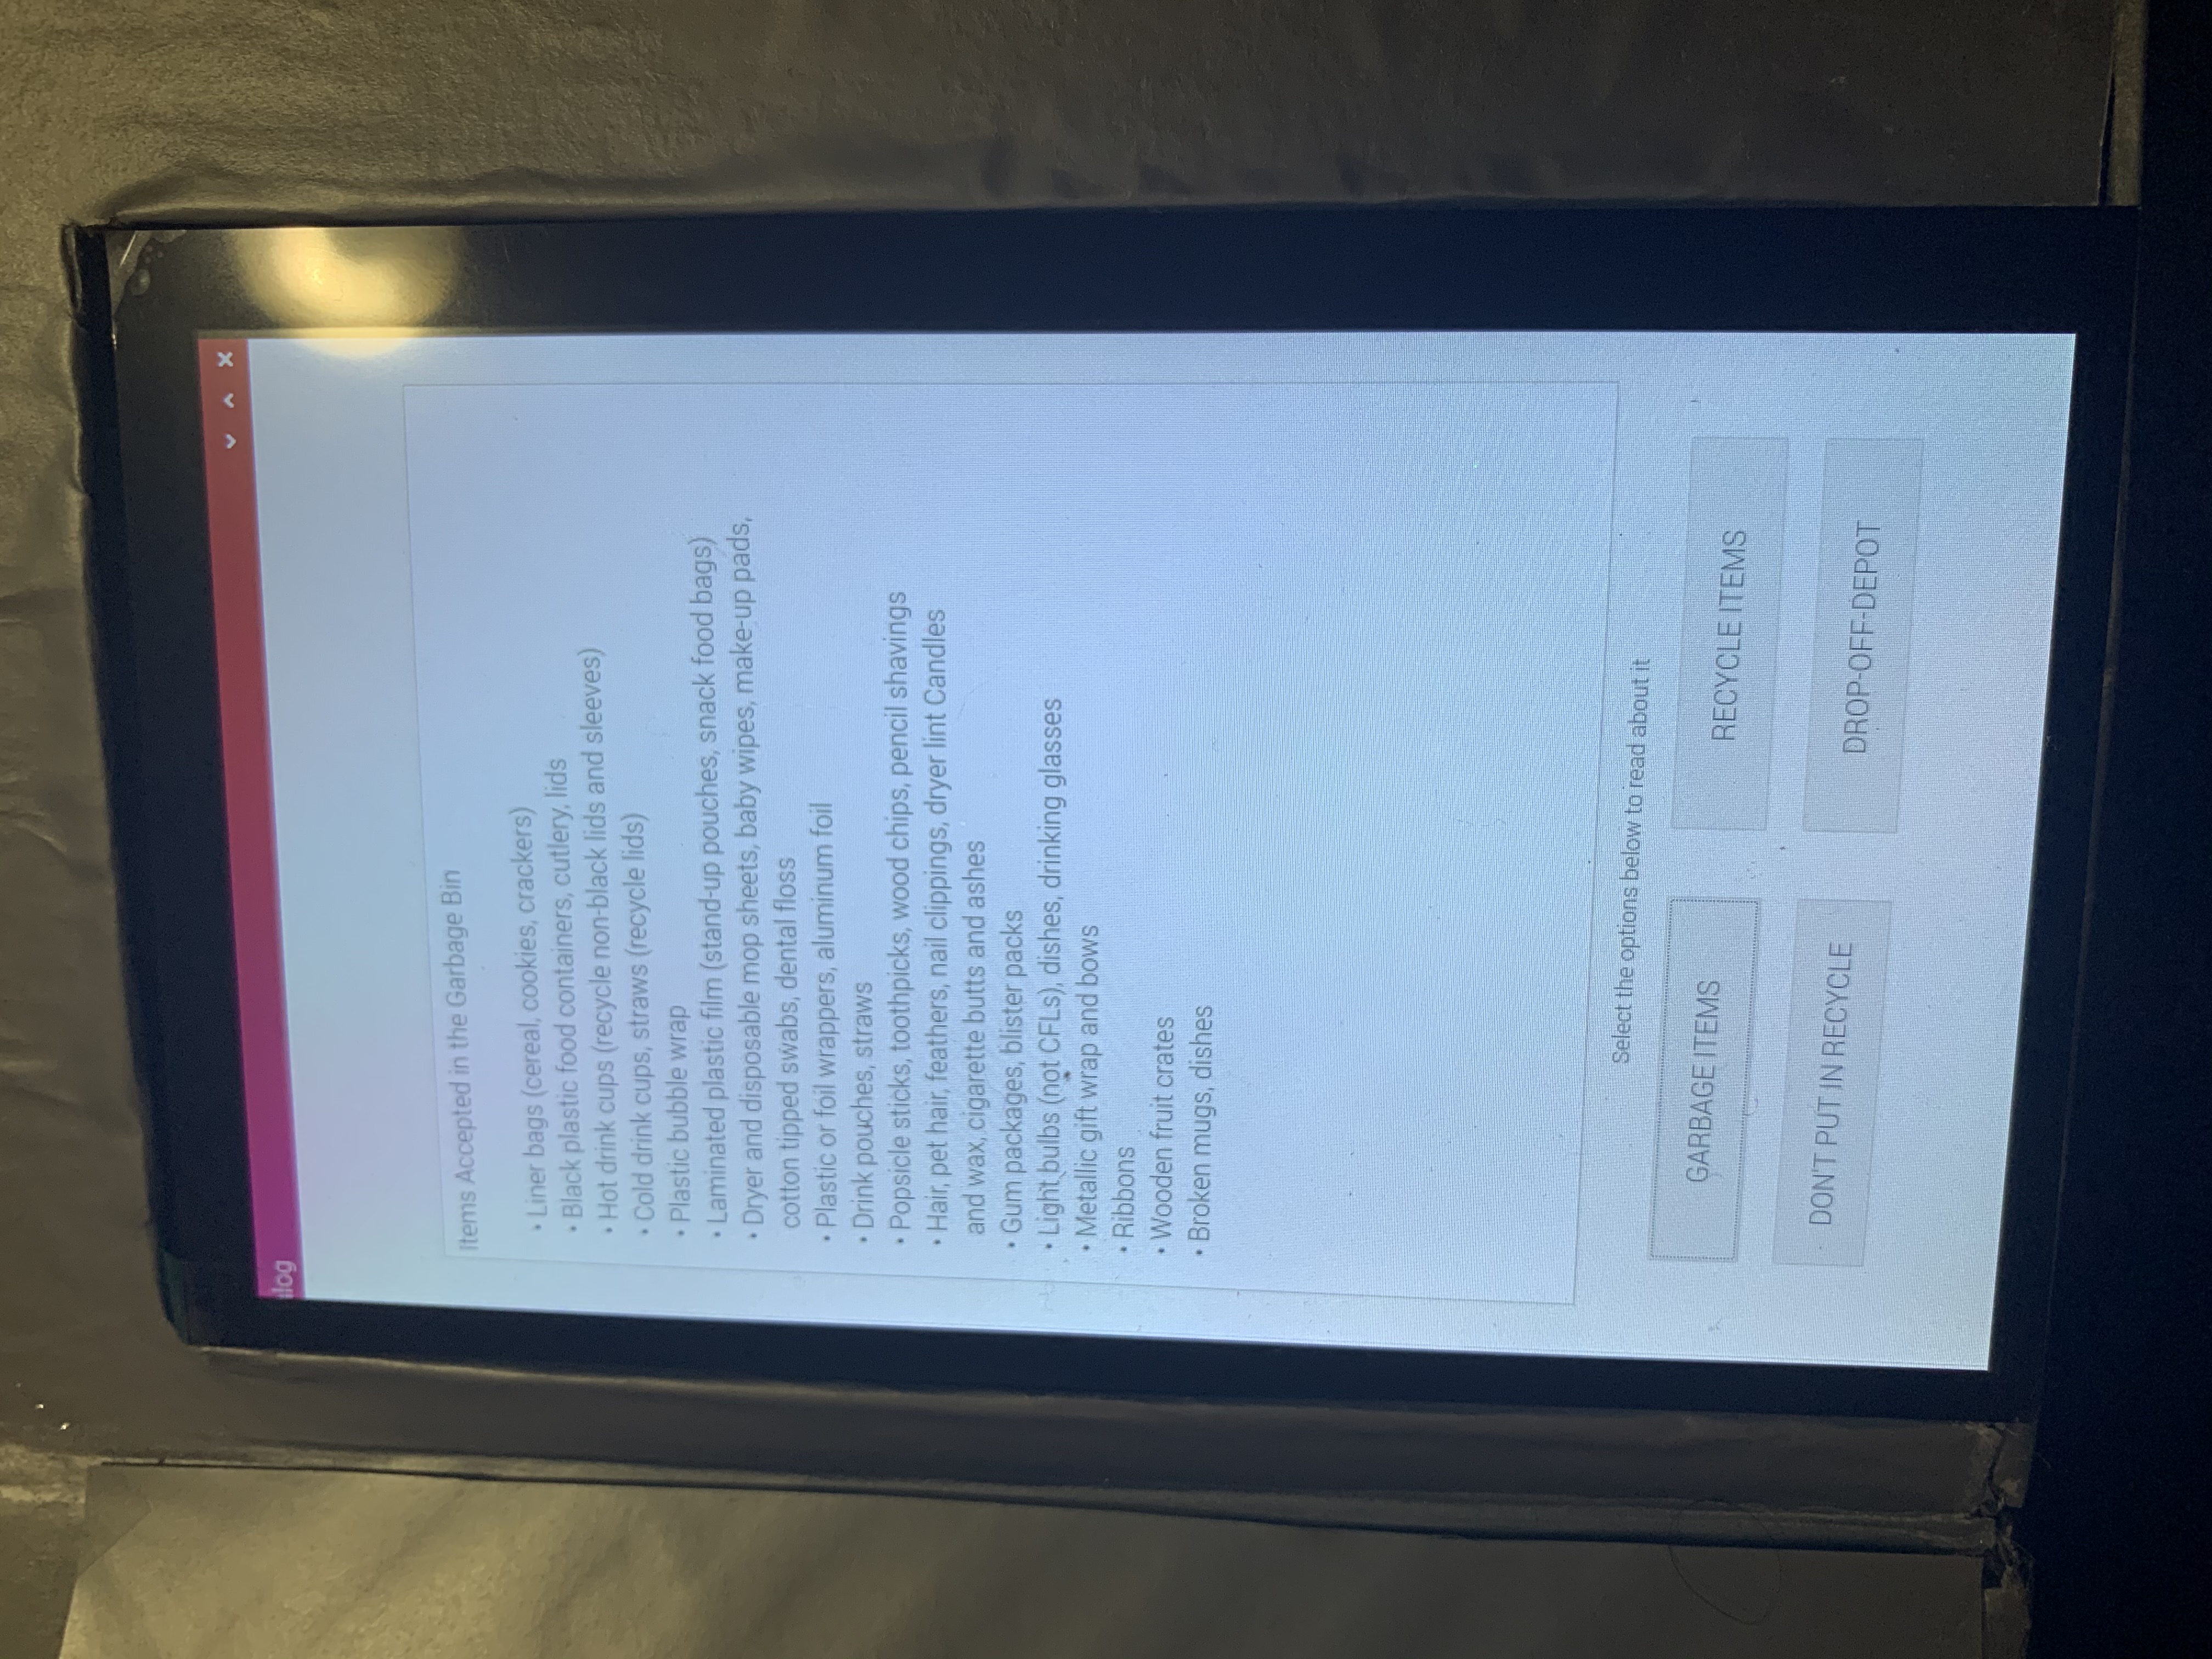 log
Items Accepted in the Garbage Bin
• Liner bags (cereal, cookies, crackers)
• Black plastic food containers, cutlery, lids
• Hot drink cups (recycle non-black lids and sleeves)
• Cold drink cups, straws (recycle lids)
• Plastic bubble wrap
• Laminated plastic film (stand-up pouches, snack food bags)
• Dryer and disposable mop sheets, baby wipes, make-up pads,
cotton tipped swabs, dental floss
• Plastic or foil wrappers, aluminum foil
• Drink pouches, straws
• Popsicle sticks, toothpicks, wood chips, pencil shavings
• Hair, pet hair, feathers, nail clippings, dryer lint Candles
and wax, cigarette butts and ashes
• Gum packages, blister packs
• Light bulbs (not CFLs), dishes, drinking glasses
• Metallic gift wrap and bows
• Ribbons
• Wooden fruit crates
• Broken mugs, dishes
Select the options below to read about it
GARBAGE ITEMS
RECYCLE ITEMS
DON'T PUT IN RECYCLE
DROP-OFF-DEPOT